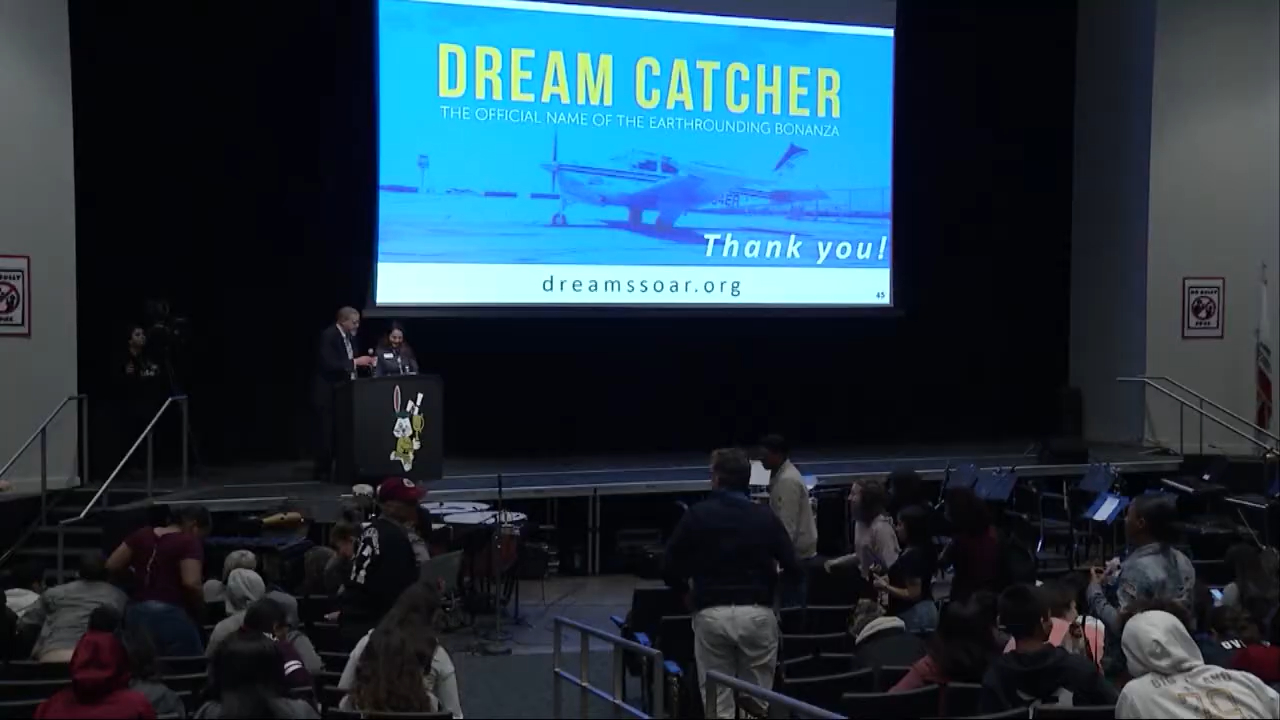 DREAM CATCHER
THE OFFICIAL NAME OF THE EARTHROUNDING BONANZA
Thank you!
dreamssoar.org
45